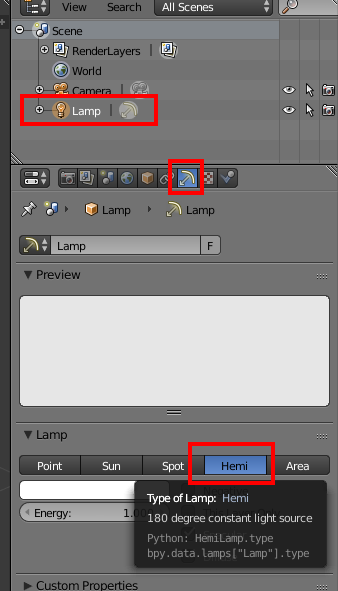 View Search All Scenes
Scene
RenderLayers
World
Camera
Lamp
Lamp Lamp
Lamp F
Preview
Lamp
Point Sun Spot Hemi Area
Type of Lamp: Hemi
Energy: 1.000
180 degree constant light source
Python: HemiLamp.type
bpy.data.lamps["Lamp"].type
Custom Properties